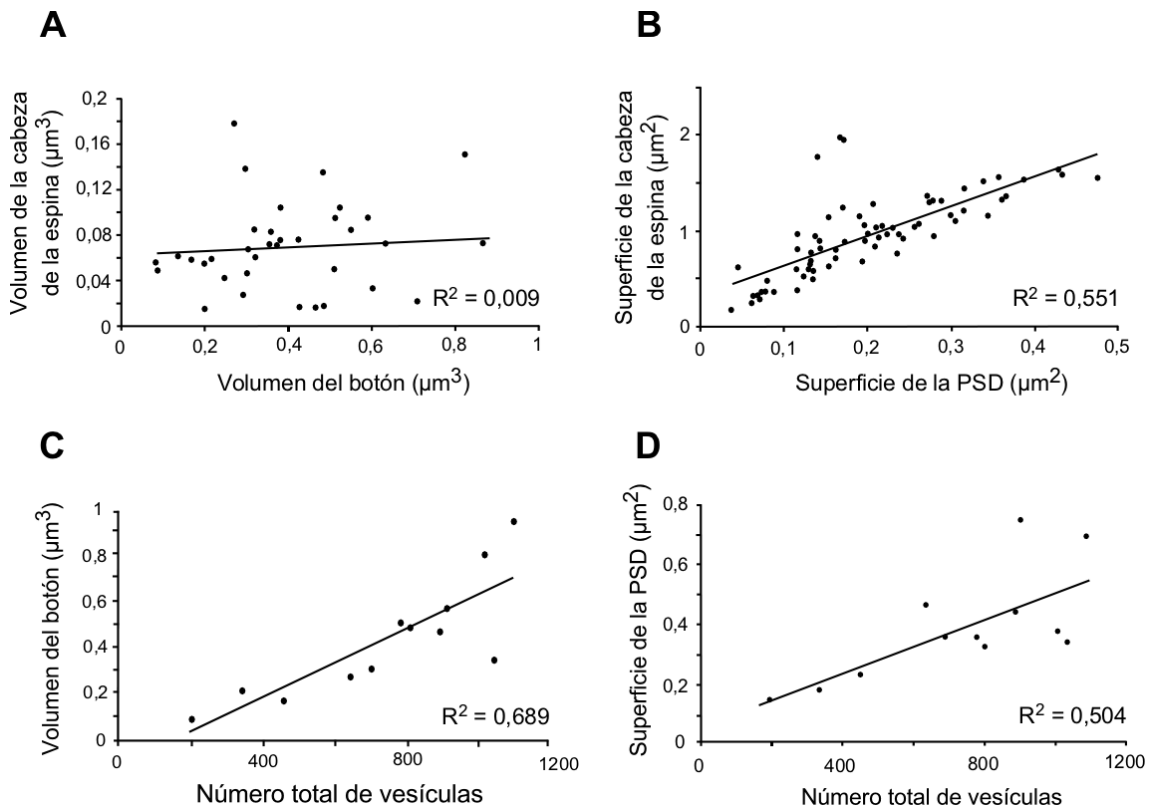 A
Volumen de la cabeza
de la espina (µm³)
0,2
0,16
0,12
0,08
0,04
0
0 0,2 0,4 0,6 0,8 1
R² = 0,009
Volumen del botón (µm³)
B
Superficie de la cabeza
de la espina (µm²)
2
1
0
0 0,1 0,2 0,3 0,4 0,5
R² = 0,551
Superficie de la PSD (µm²)
C
Volumen del botón (µm³)
1
0,8
0,6
0,4
0,2
0
0 400 800 1200
R² = 0,689
Número total de vesículas
D
Superficie de la PSD (µm²)
0,8
0,6
0,4
0,2
0
0 400 800 1200
R² = 0,504
Número total de vesículas